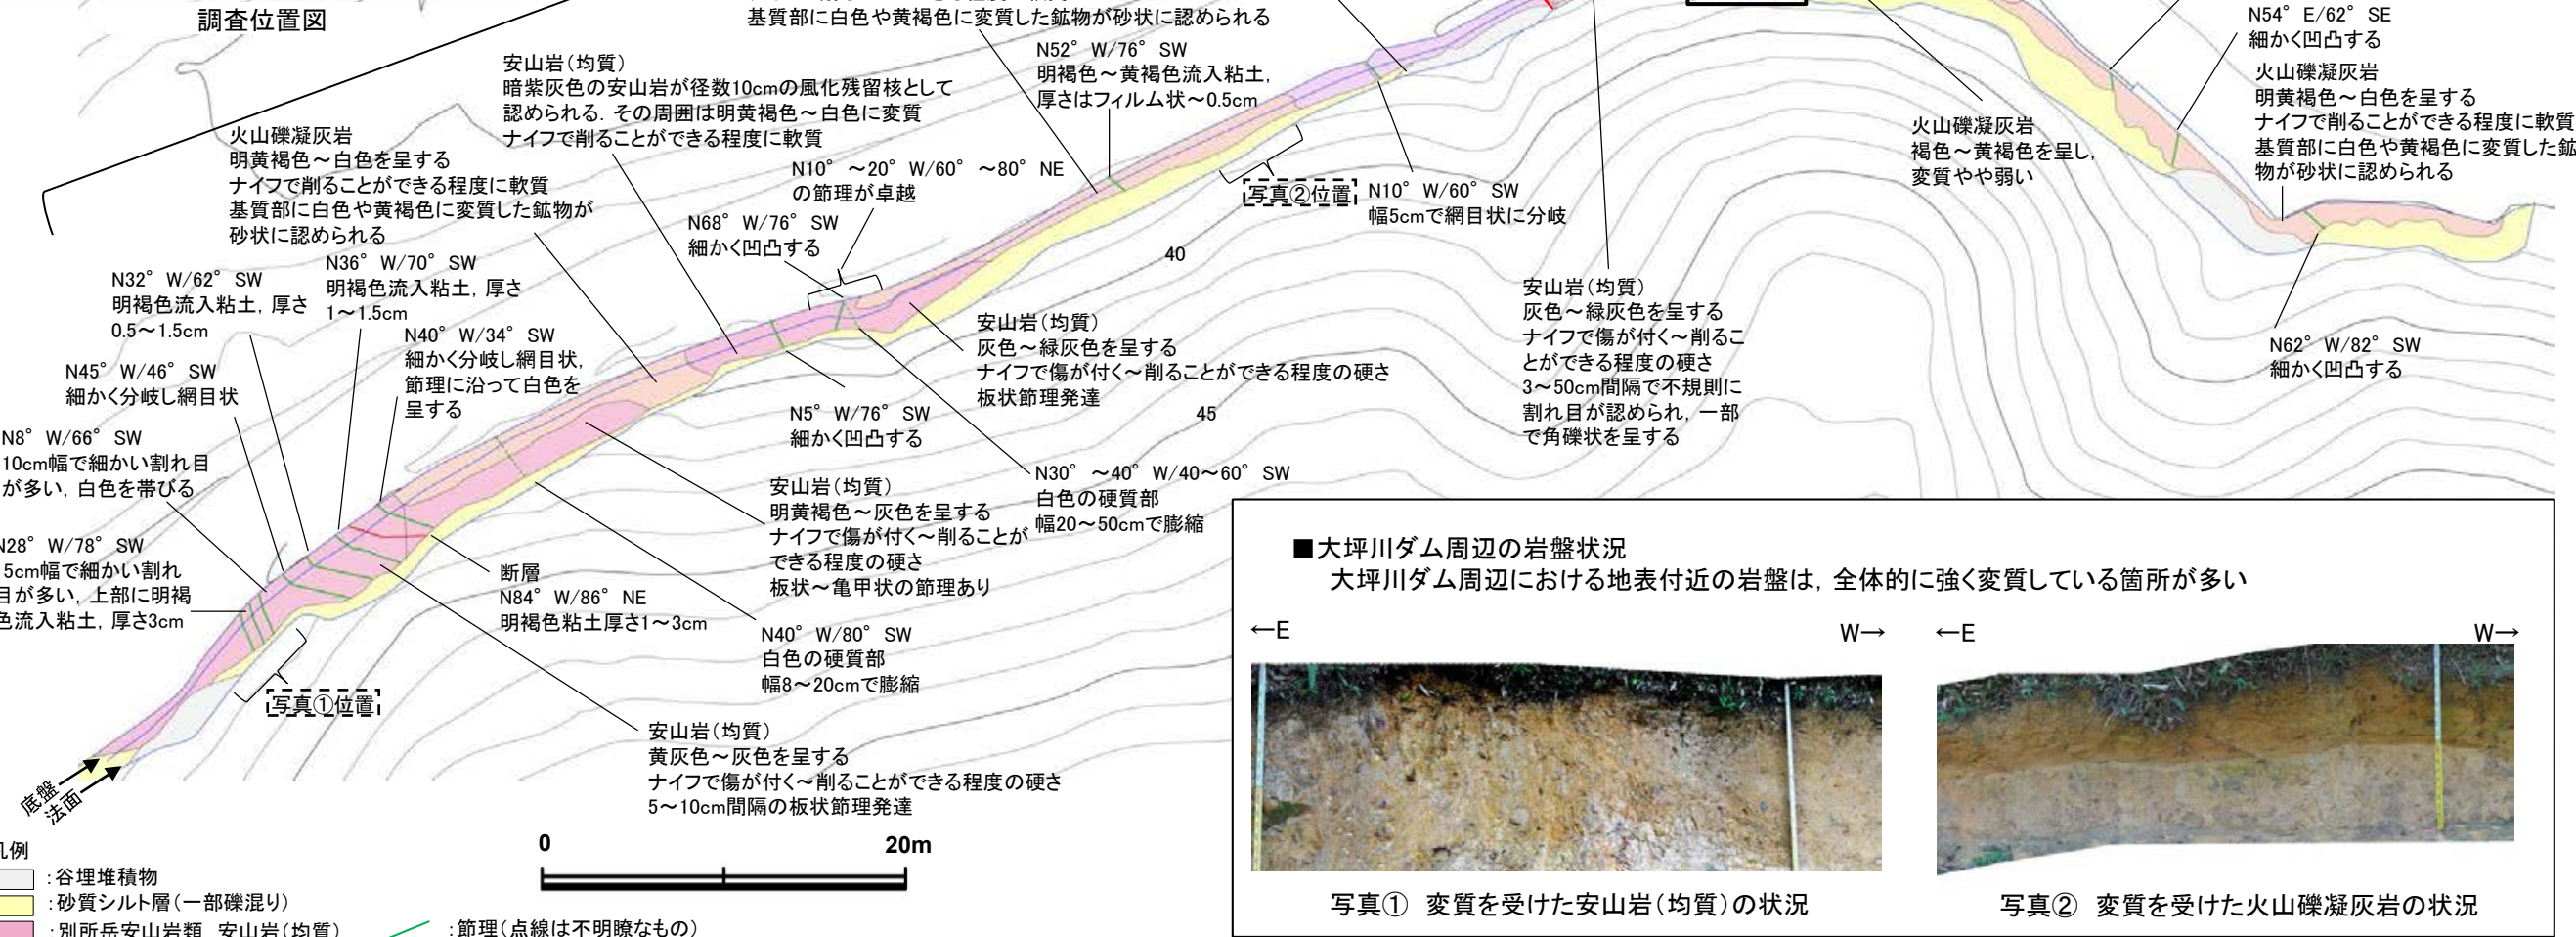 調査位置図
基質部に白色や黄褐色に変質した鉱物が砂状に認められる
N52°W/76°SW
明褐色～黄褐色流入粘土,
厚さはフィルム状～0.5cm
安山岩(均質)
暗紫灰色の安山岩が径数10cmの風化残留核として
認められる. その周囲は明黄褐色～白色に変質
ナイフで削ることができる程度に軟質
火山礫凝灰岩
明黄褐色～白色を呈する
ナイフで削ることができる程度に軟質
基質部に白色や黄褐色に変質した鉱物が
砂状に認められる
N10°～20°W/60°～80°NE
の節理が卓越
N68°W/76°SW
細かく凹凸する
写真②位置
N10°W/60°SW
幅5cmで網目状に分岐
火山礫凝灰岩
褐色～黄褐色を呈し,
変質やや弱い
N54°E/62°SE
細かく凹凸する
火山礫凝灰岩
明黄褐色～白色を呈する
ナイフで削ることができる程度に軟質
基質部に白色や黄褐色に変質した鉱
物が砂状に認められる
N32°W/62°SW
明褐色流入粘土, 厚さ
0.5～1.5cm
N36°W/70°SW
明褐色流入粘土, 厚さ
1～1.5cm
N40°W/34°SW
細かく分岐し網目状,
節理に沿って白色を
呈する
N45°W/46°SW
細かく分岐し網目状
N8°W/66°SW
10cm幅で細かい割れ目
が多い, 白色を帯びる
N28°W/78°SW
5cm幅で細かい割れ
目が多い, 上部に明褐
色流入粘土, 厚さ3cm
40
45
安山岩(均質)
灰色～緑灰色を呈する
ナイフで傷が付く～削ることができる程度の硬さ
板状節理発達
N5°W/76°SW
細かく凹凸する
安山岩(均質)
灰色～緑灰色を呈する
ナイフで傷が付く～削るこ
とができる程度の硬さ
3～50cm間隔で不規則に
割れ目が認められ, 一部
で角礫状を呈する
N62°W/82°SW
細かく凹凸する
N30°～40°W/40～60°SW
白色の硬質部
幅20～50cmで膨縮
安山岩(均質)
明黄褐色～灰色を呈する
ナイフで傷が付く～削ることが
できる程度の硬さ
板状～亀甲状の節理あり
断層
N84°W/86°NE
明褐色粘土厚さ1～3cm
N40°W/80°SW
白色の硬質部
幅8～20cmで膨縮
写真①位置
安山岩(均質)
黄灰色～灰色を呈する
ナイフで傷が付く～削ることができる程度の硬さ
5～10cm間隔の板状節理発達
底盤
法面
0 20m
凡例
:谷埋堆積物
:砂質シルト層(一部礫混り)
:別所岳安山岩類 安山岩(均質)
:節理(点線は不明瞭なもの)
■大坪川ダム周辺の岩盤状況
大坪川ダム周辺における地表付近の岩盤は, 全体的に強く変質している箇所が多い
←E W→
←E W→
写真① 変質を受けた安山岩(均質)の状況
写真② 変質を受けた火山礫凝灰岩の状況